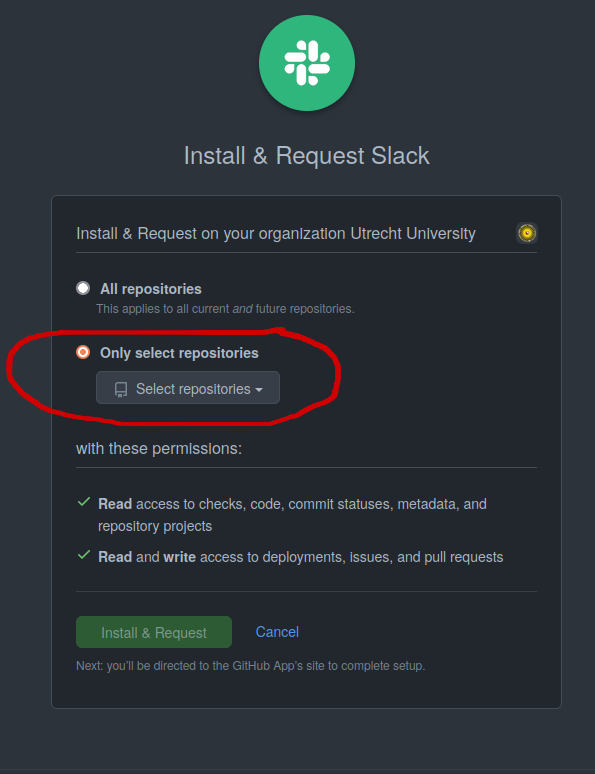 Install & Request Slack
Install & Request on your organization Utrecht University
All repositories
This applies to all current and future repositories.
Only select repositories
Select repositories
with these permissions:
Read access to checks, code, commit statuses, metadata, and
repository projects
Read and write access to deployments, issues, and pull requests
Install & Request
Cancel
Next: you'll be directed to the GitHub App's site to complete setup.